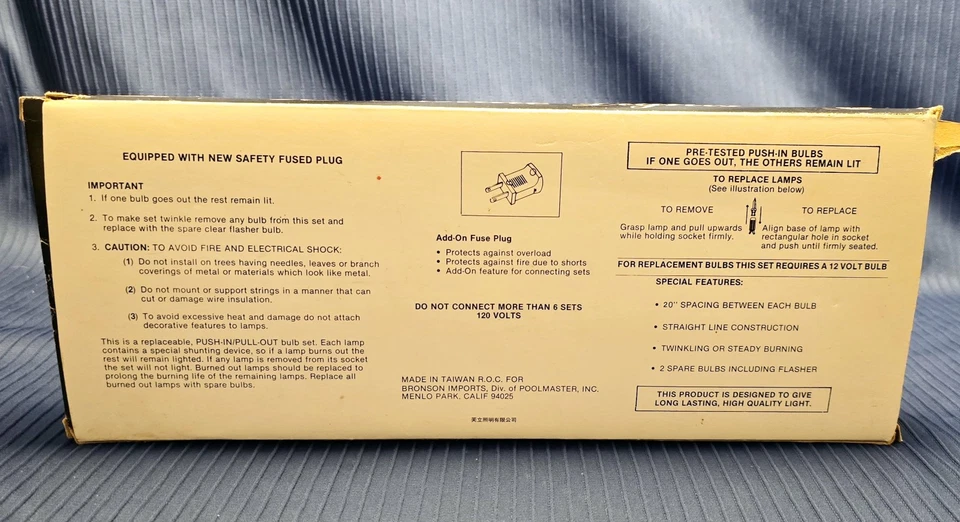 EQUIPPED WITH NEW SAFETY FUSED PLUG
IMPORTANT
1. If one bulb goes out the rest remain lit.
2. To make set twinkle remove any bulb from this set and
replace with the spare clear flasher bulb.
3. CAUTION: TO AVOID FIRE AND ELECTRICAL SHOCK:
(1) Do not install on trees having needles, leaves or branch
coverings of metal or materials which look like metal.
(2) Do not mount or support strings in a manner that can
cut or damage wire insulation.
(3) To avoid excessive heat and damage do not attach
decorative features to lamps.
This is a replaceable, PUSH-IN/PULL-OUT bulb set. Each lamp
contains a special shunting device, so if a lamp burns out the
rest will remain lighted. If any lamp is removed from its socket
the set will not light. Burned out lamps should be replaced to
prolong the burning life of the remaining lamps. Replace all
burned out lamps with spare bulbs.
Add-On Fuse Plug
• Protects against overload
• Protects against fire due to shorts
• Add-On feature for connecting sets
DO NOT CONNECT MORE THAN 6 SETS
120 VOLTS
MADE IN TAIWAN R.O.C. FOR
BRONSON IMPORTS, Div. of POOLMASTER, INC.
MENLO PARK, CALIF 94025
立照明有限公司
PRE-TESTED PUSH-IN BULBS
IF ONE GOES OUT, THE OTHERS REMAIN LIT
TO REPLACE LAMPS
(See illustration below)
TO REMOVE
Grasp lamp and pull upwards
while holding socket firmly.
TO REPLACE
Align base of lamp with
rectangular hole in socket
and push until firmly seated.
FOR REPLACEMENT BULBS THIS SET REQUIRES A 12 VOLT BULB
SPECIAL FEATURES:
• 20" SPACING BETWEEN EACH BULB
• STRAIGHT LINE CONSTRUCTION
• TWINKLING OR STEADY BURNING
• 2 SPARE BULBS INCLUDING FLASHER
THIS PRODUCT IS DESIGNED TO GIVE
LONG LASTING, HIGH QUALITY LIGHT.